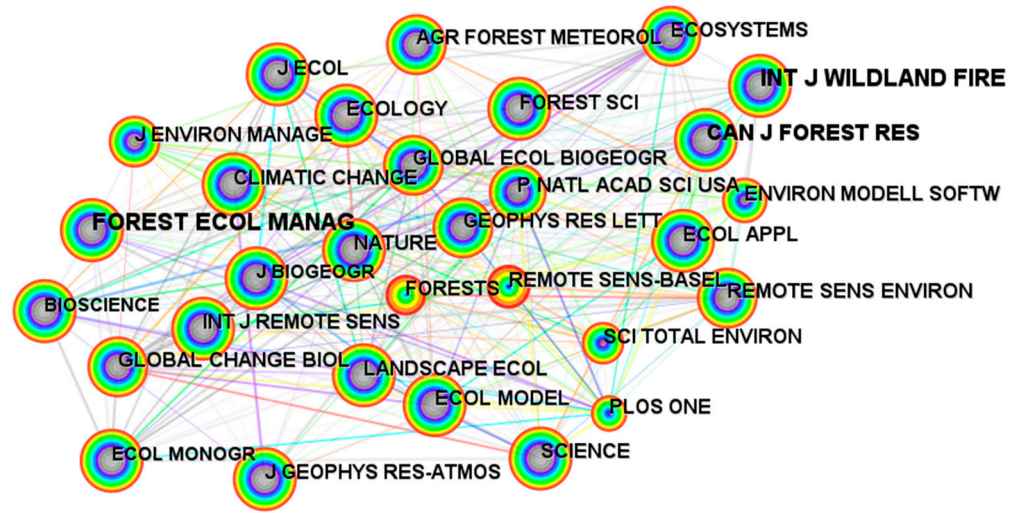 ECOSYSTEMS
AGR FOREST METEOROL
J ECOL
INT J WILDLAND FIRE
FOREST SCI
ECOLOGY
CAN J FOREST RES
J ENVIRON MANAGE
GLOBAL ECOL BIOGEOGR
CLIMATIC CHANGE
P NATL ACAD SCI USA
ENVIRON MODELL SOFTW
FOREST ECOL MANAG
GEOPHYS RES LETT
ECOL APPL
NATURE
J BIOGEOGR
REMOTE SENS-BASEL
FORESTS
REMOTE SENS ENVIRON
BIOSCIENCE
INT J REMOTE SENS
SCI TOTAL ENVIRON
GLOBAL CHANGE BIOL
LANDSCAPE ECOL
ECOL MODEL
PLOS ONE
SCIENCE
ECOL MONOGR
J GEOPHYS RES-ATMOS